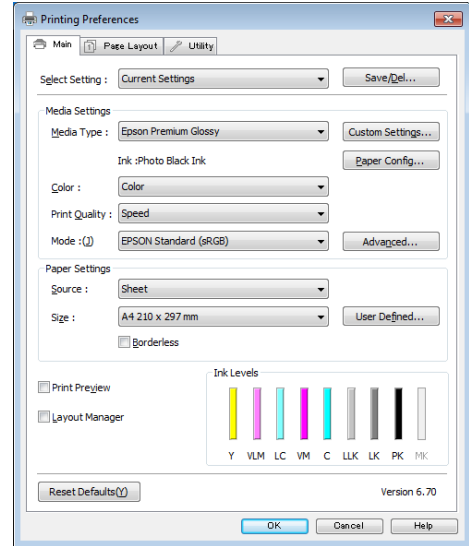 Printing Preferences
Main Page Layout Utility
Select Setting : Current Settings Save/Del...
Media Settings
Media Type : Epson Premium Glossy Custom Settings...
Ink :Photo Black Ink Paper Config...
Color : Color
Print Quality : Speed
Mode :(J) EPSON Standard (sRGB) Advanced...
Paper Settings
Source : Sheet
Size : A4 210 x 297 mm User Defined...
Borderless
Ink Levels
Print Preview
Layout Manager
Y VLM LC VM C LLK LK PK MK
Reset Defaults(Y) Version 6.70
OK Cancel Help